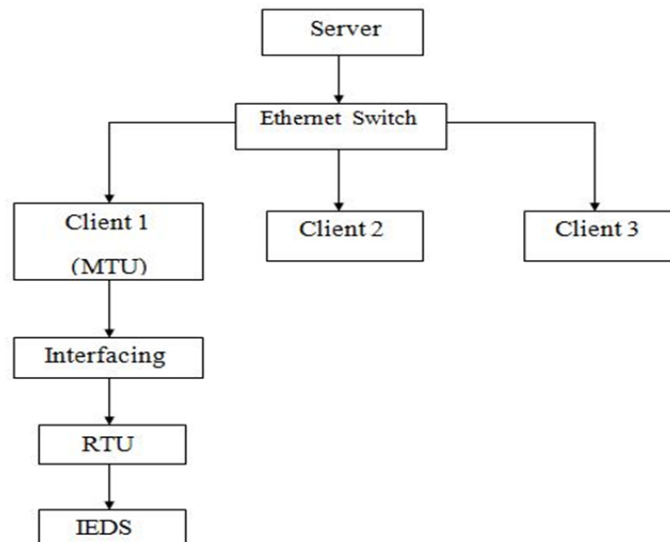 Server
Ethernet Switch
Client 1
(MTU)
Client 2
Client 3
Interfacing
RTU
IEDS